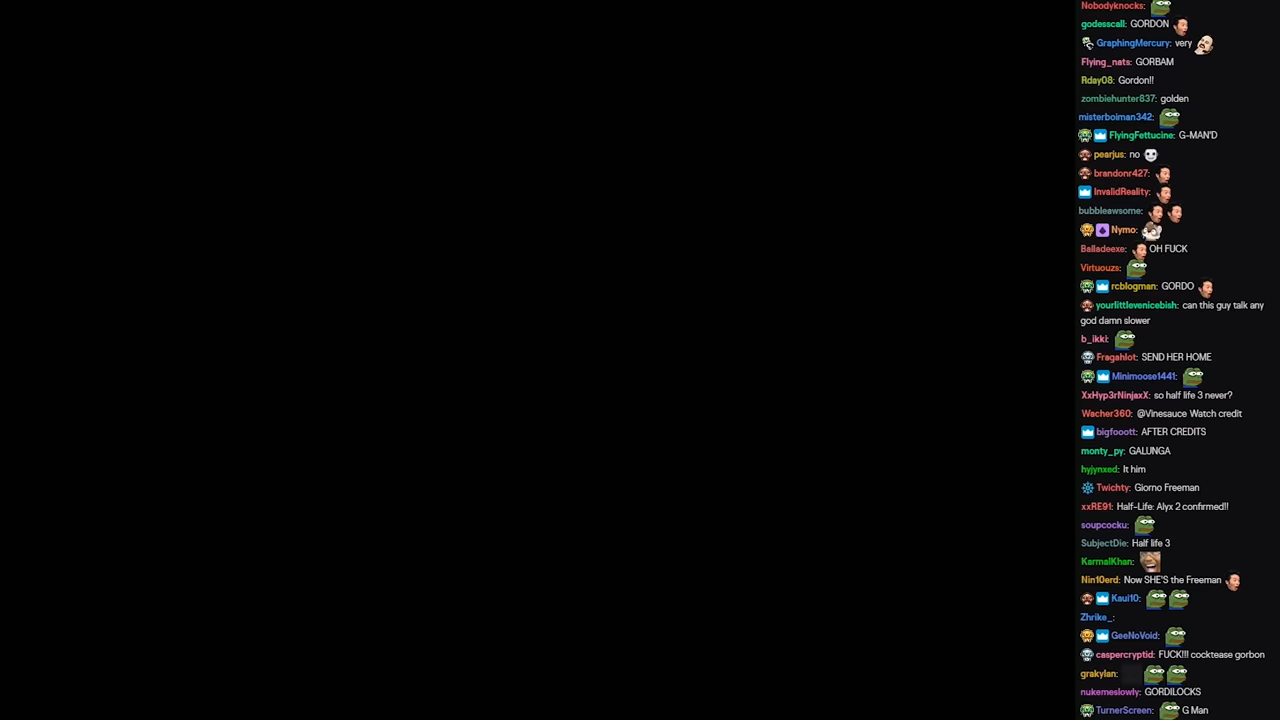 Nobodyknocks:
godesscall: GORDON
GraphingMercury: very
Flying_nats: GORBAM
Rday08: Gordon!!
zombiehunter637: golden
misterboiman342:
FlyingFettucine: G-MAN'D
pearjus: no
brandonr427:
InvalidReality:
bubbleawsome:
Nymo:
Balladeexe: OH FUCK
Virtuouzs:
rcblogman: GORDO
yourlittlevenicebish: can this guy talk any
god damn slower
b_ikki:
Fragahlot: SEND HER HOME
Minimoose1441:
XxHyp3rNinjaxX: so half life 3 never?
Wacher360: @Vinesauce Watch credit
bigfooott: AFTER CREDITS
monty_py: GALUNGA
hyjynxed: It him
Twichty: Giorno Freeman
xxRE91: Half-Life: Alyx 2 confirmed!!
soupcocku:
SubjectDie: Half life 3
KarmalKhan:
Nin10erd: Now SHE'S the Freeman
Kaui10:
Zhrike_:
GeeNoVoid:
caspercryptid: FUCK!!! cocktease gorbon
grakylan:
nukemeslowly: GORDILOCKS
TurnerScreen: G Man